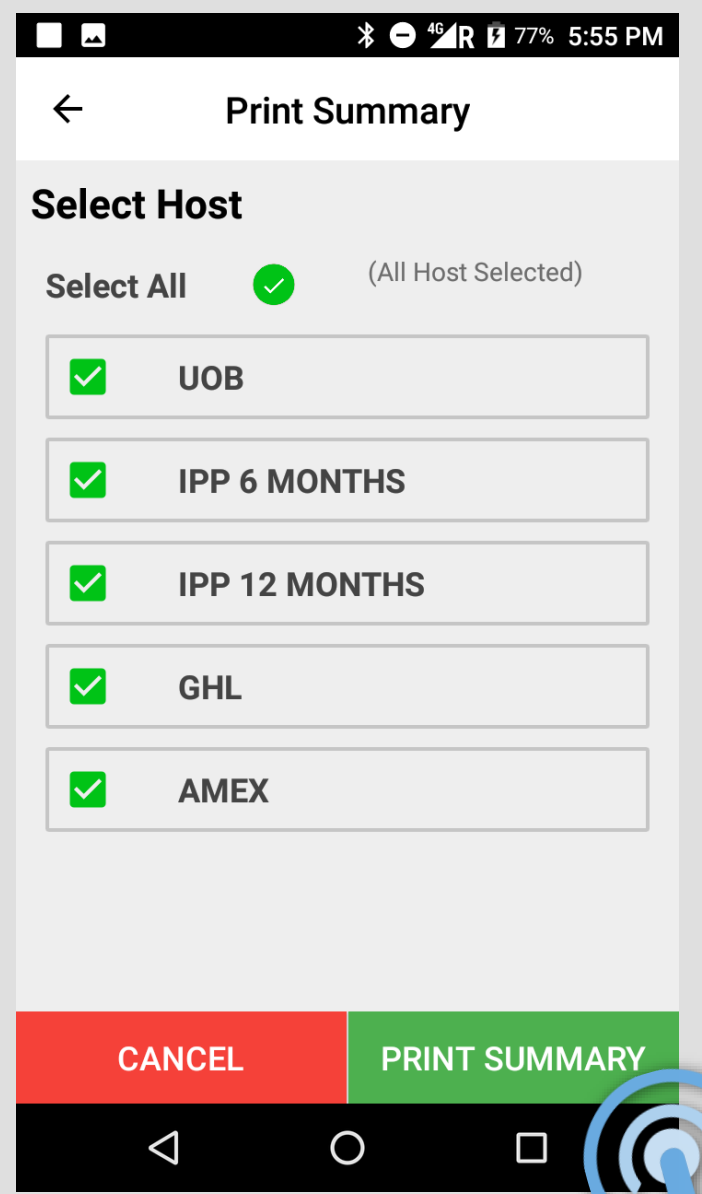 4G R 77% 5:55 PM
Print Summary
Select Host
Select All (All Host Selected)
UOB
IPP 6 MONTHS
IPP 12 MONTHS
GHL
AMEX
CANCEL PRINT SUMMARY